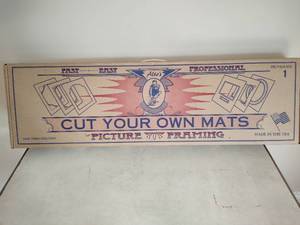 FAST EASY PROFESSIONAL
1
CUT YOUR OWN MATS
PICTURE FRAMING
MADE IN THE USA